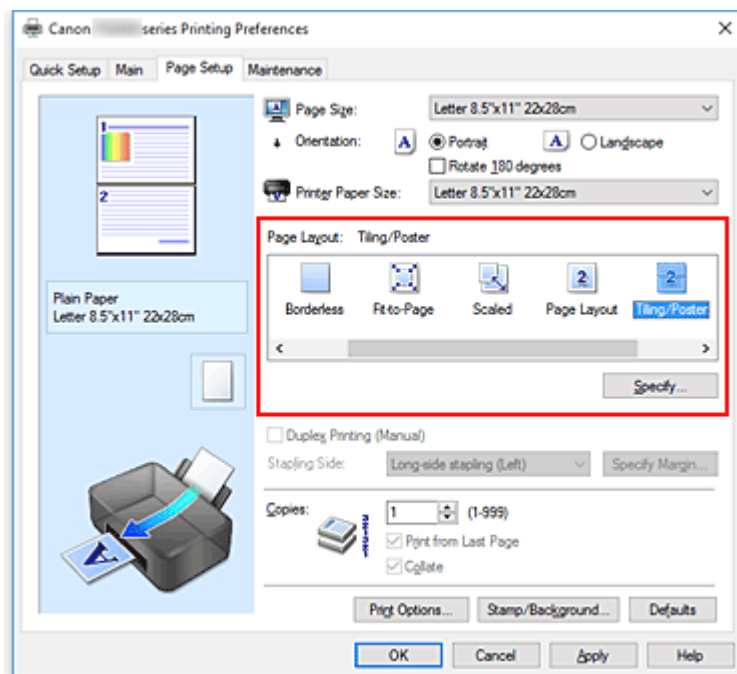 Canon series Printing Preferences
Quick Setup Main Page Setup Maintenance
1
2
Plain Paper
Letter 8.5"x11" 22x28cm
Page Size: Letter 8.5"x11" 22x28cm
Orientation: A Portrait A Landscape
Rotate 180 degrees
Printer Paper Size: Letter 8.5"x11" 22x28cm
Page Layout: Tiling/Poster
2 2
Borderless Fit-to-Page Scaled Page Layout Tiling/Poster
Specify...
Duplex Printing (Manual)
Stapling Side: Long-side stapling (Left) Specify Margin...
Copies: 1 (1-999)
Print from Last Page
Collate
A
Print Options... Stamp/Background... Defaults
OK Cancel Apply Help